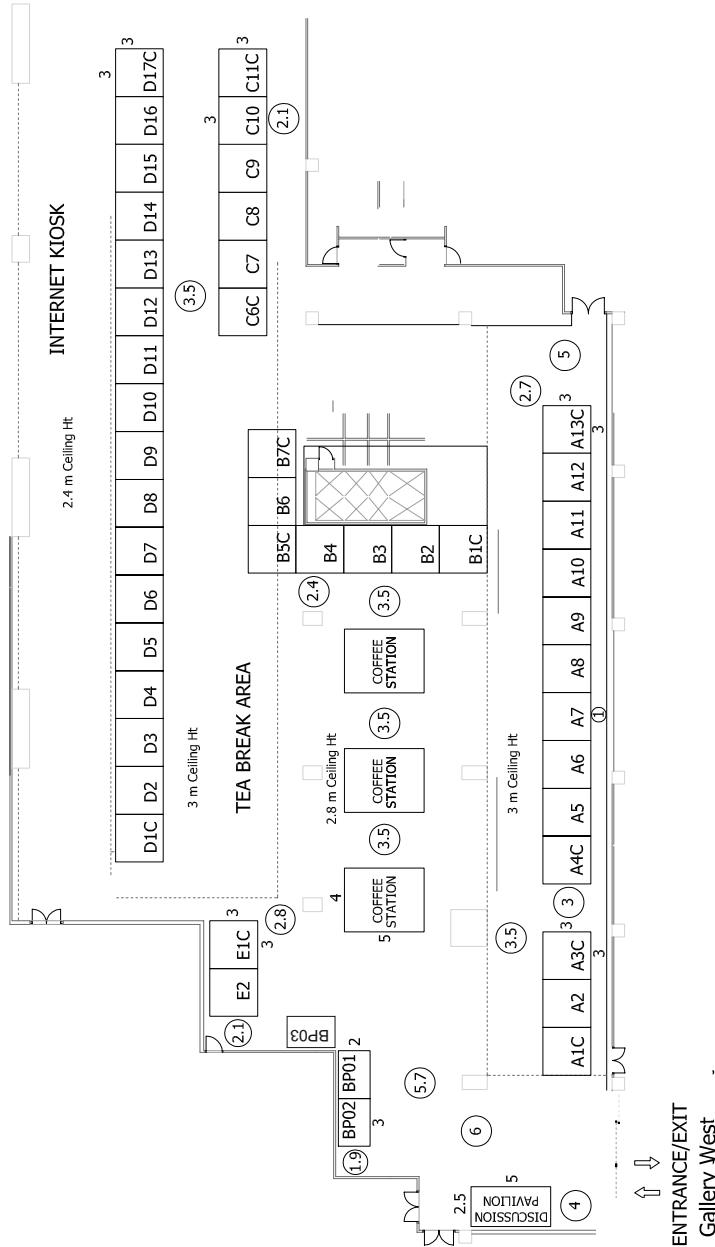 3
3
D17C
D16
D15
D14
D13
D12
D11
D10
D9
D8
D7
D6
D5
D4
D3
D2
D1C
3
3
C11C
C10
C9
C8
C7
C6C
2.1
3.5
INTERNET KIOSK
2.4 m Ceiling Ht
3 m Ceiling Ht
TEA BREAK AREA
B7C
B6
B5C
B4
B3
B2
B1C
2.4
3.5
COFFEE
STATION
3.5
COFFEE
STATION
3.5
COFFEE
STATION
4
5
2.8 m Ceiling Ht
3 m Ceiling Ht
5
2.7
3
3
A13C
A12
A11
A10
A9
A8
A7
A6
A5
A4C
1
3
3.5
3
3
A3C
A2
A1C
3
3
E1C
E2
2.8
2.1
BP03
2
BP01
BP02
3
1.9
5.7
6
2.5
5
DISCUSSION
PAVILION
4
ENTRANCE/EXIT
Gallery West